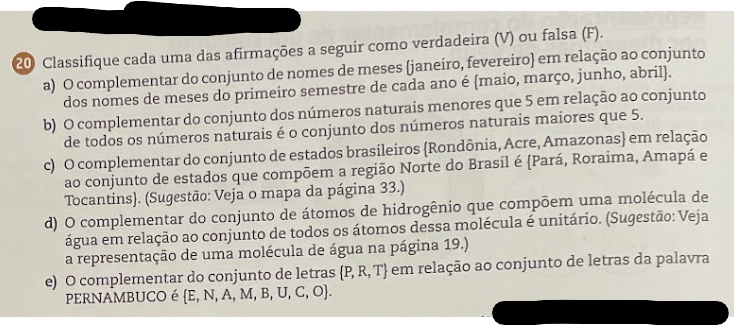 20 Classifique cada uma das afirmações a seguir como verdadeira (V) ou falsa (F).
a) O complementar do conjunto de nomes de meses {janeiro, fevereiro} em relação ao conjunto
dos nomes de meses do primeiro semestre de cada ano é {maio, março, junho, abril}.
b) O complementar do conjunto dos números naturais menores que 5 em relação ao conjunto
de todos os números naturais é o conjunto dos números naturais maiores que 5.
c) O complementar do conjunto de estados brasileiros {Rondônia, Acre, Amazonas} em relação
ao conjunto de estados que compõem a região Norte do Brasil é {Pará, Roraima, Amapá e
Tocantins}. (Sugestão: Veja o mapa da página 33.)
d) O complementar do conjunto de átomos de hidrogênio que compõem uma molécula de
água em relação ao conjunto de todos os átomos dessa molécula é unitário. (Sugestão: Veja
a representação de uma molécula de água na página 19.)
e) O complementar do conjunto de letras {P, R, T} em relação ao conjunto de letras da palavra
PERNAMBUCO é {E, N, A, M, B, U, C, O}.